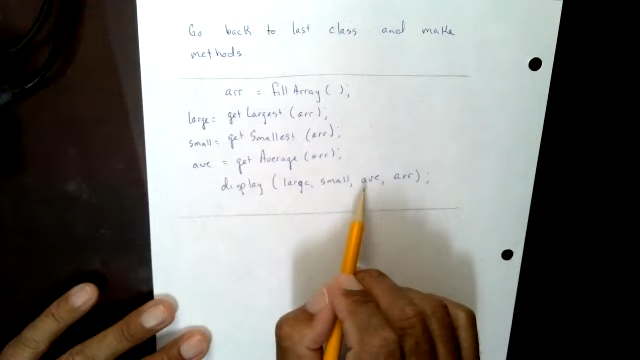 Go back to last class and make
methods.
arr = fillArray ( );
large = getLargest (arr);
small = getSmallest (arr);
ave = getAverage (arr);
display (large, small, ave, arr);